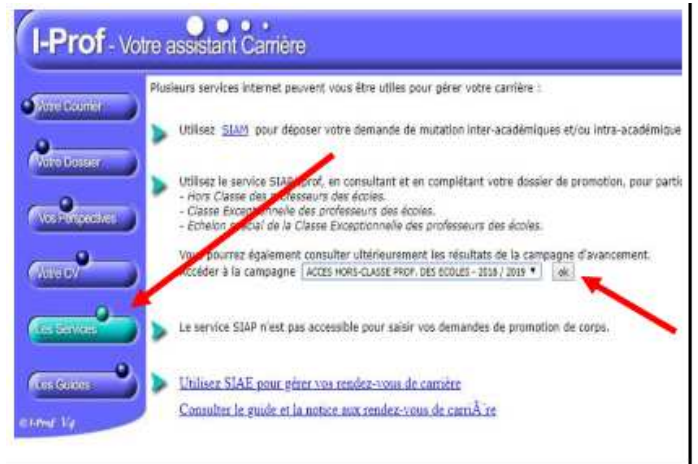 I-Prof - Votre assistant Carrière
Plusieurs services internet peuvent vous être utiles pour gérer votre carrière :
Votre Courrier
Utilisez SIAM pour déposer votre demande de mutation inter-académiques et/ou intra-académique
Votre Dossier
Utilisez le service SIAP/prof, en consultant et en complétant votre dossier de promotion, pour partic
- Hors Classe des professeurs des écoles.
- Classe Exceptionnelle des professeurs des écoles.
- Echelon spécial de la Classe Exceptionnelle des professeurs des écoles.
Vos Perspectives
Vous pourrez également consulter ultérieurement les résultats de la campagne d'avancement.
Accéder à la campagne ACCES HORS-CLASSE PROF. DES ECOLES - 2018 / 2019 ok
Votre CV
Les Services
Le service SIAP n'est pas accessible pour saisir vos demandes de promotion de corps.
Les Guides
Utilisez SIAE pour gérer vos rendez-vous de carrière
Consulter le guide et la notice aux rendez-vous de carriÃ¨re
© I-Prof V4